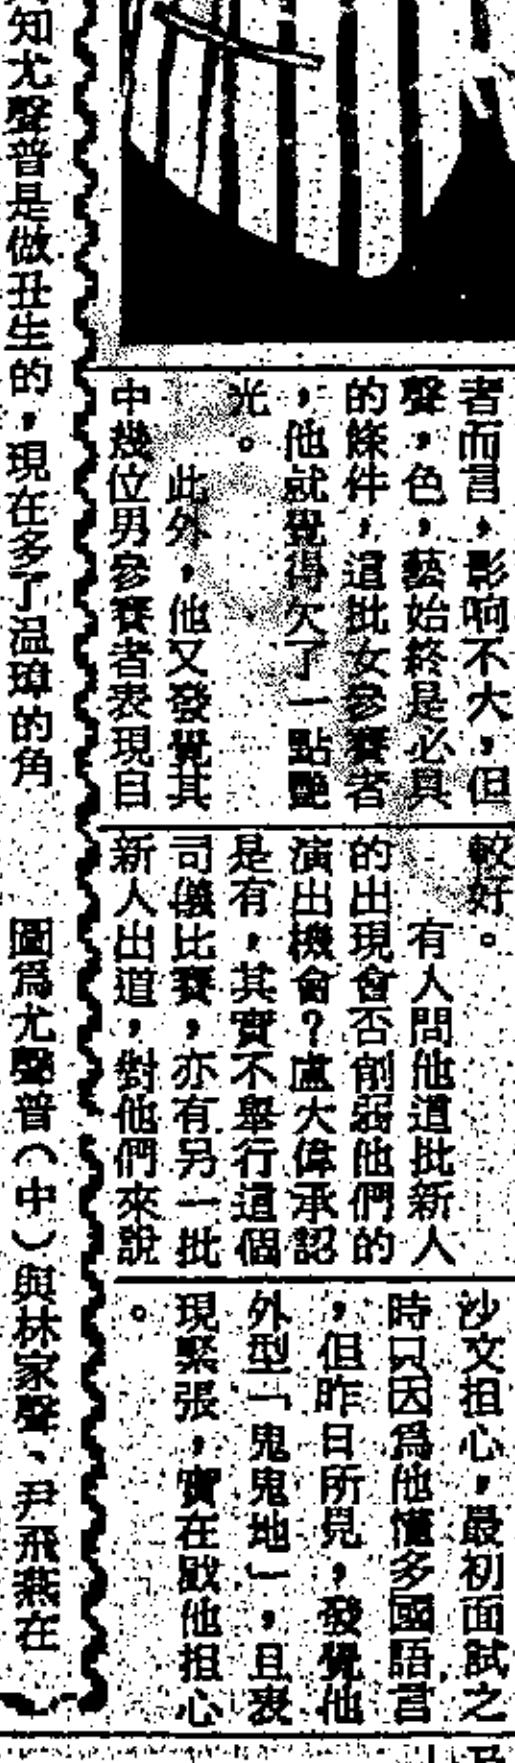 者而言，影响不大，但
聲，色，藝始終是必具
的條件，這批女參賽者
，他就覺得欠了一點艷
光。
此外，他又發覺其
中幾位男參賽者表現自
較好。
有人問他這批新人
的出現會否削弱他們的
演出機會？盧大偉承認
是有，其實不舉行這個
司儀比賽，亦有另一批
新人出道，對他們來說
沙文担心，最初面試之
時只因爲他懂多國語言
，但昨日所見，發覺他
外型「鬼鬼地」，且表
現緊張，實在戥他担心
。
知尤聲普是做丑生的，現在多了温瑋的角
圖爲尤聲普（中）與林家聲、尹飛燕在